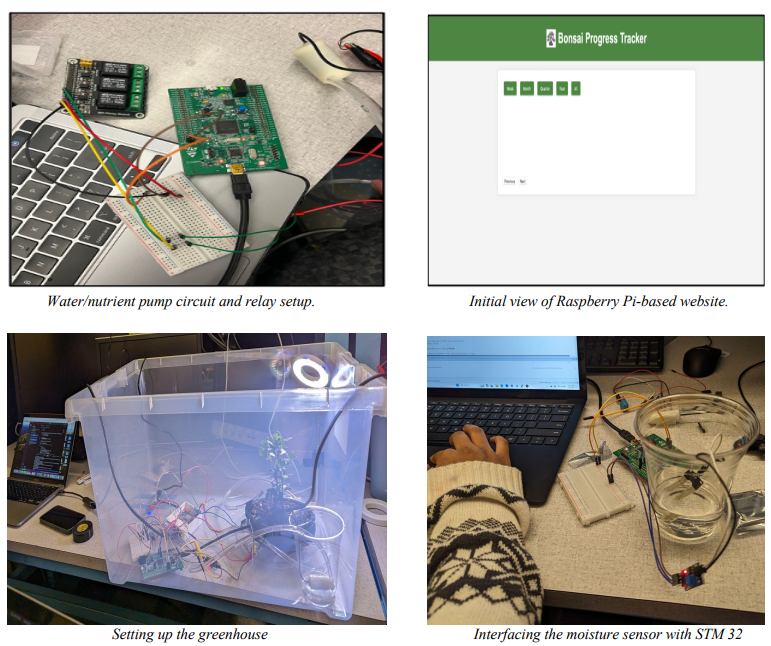 Bonsai Progress Tracker
Week Month Quarter Year All
Previous Next
Water/nutrient pump circuit and relay setup.
Initial view of Raspberry Pi-based website.
Setting up the greenhouse
Interfacing the moisture sensor with STM 32